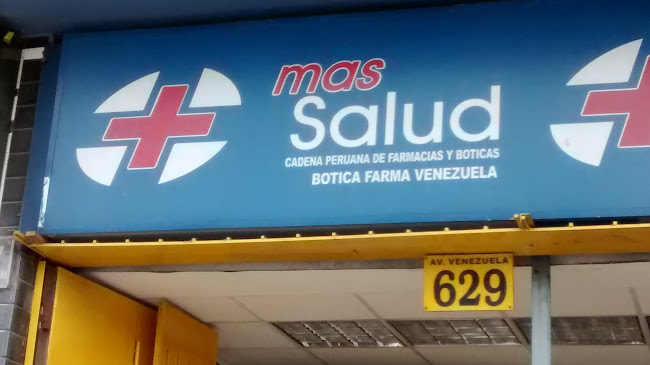 mas
Salud
CADENA PERUANA DE FARMACIAS Y BOTICAS
BOTICA FARMA VENEZUELA
AV. VENEZUELA
629